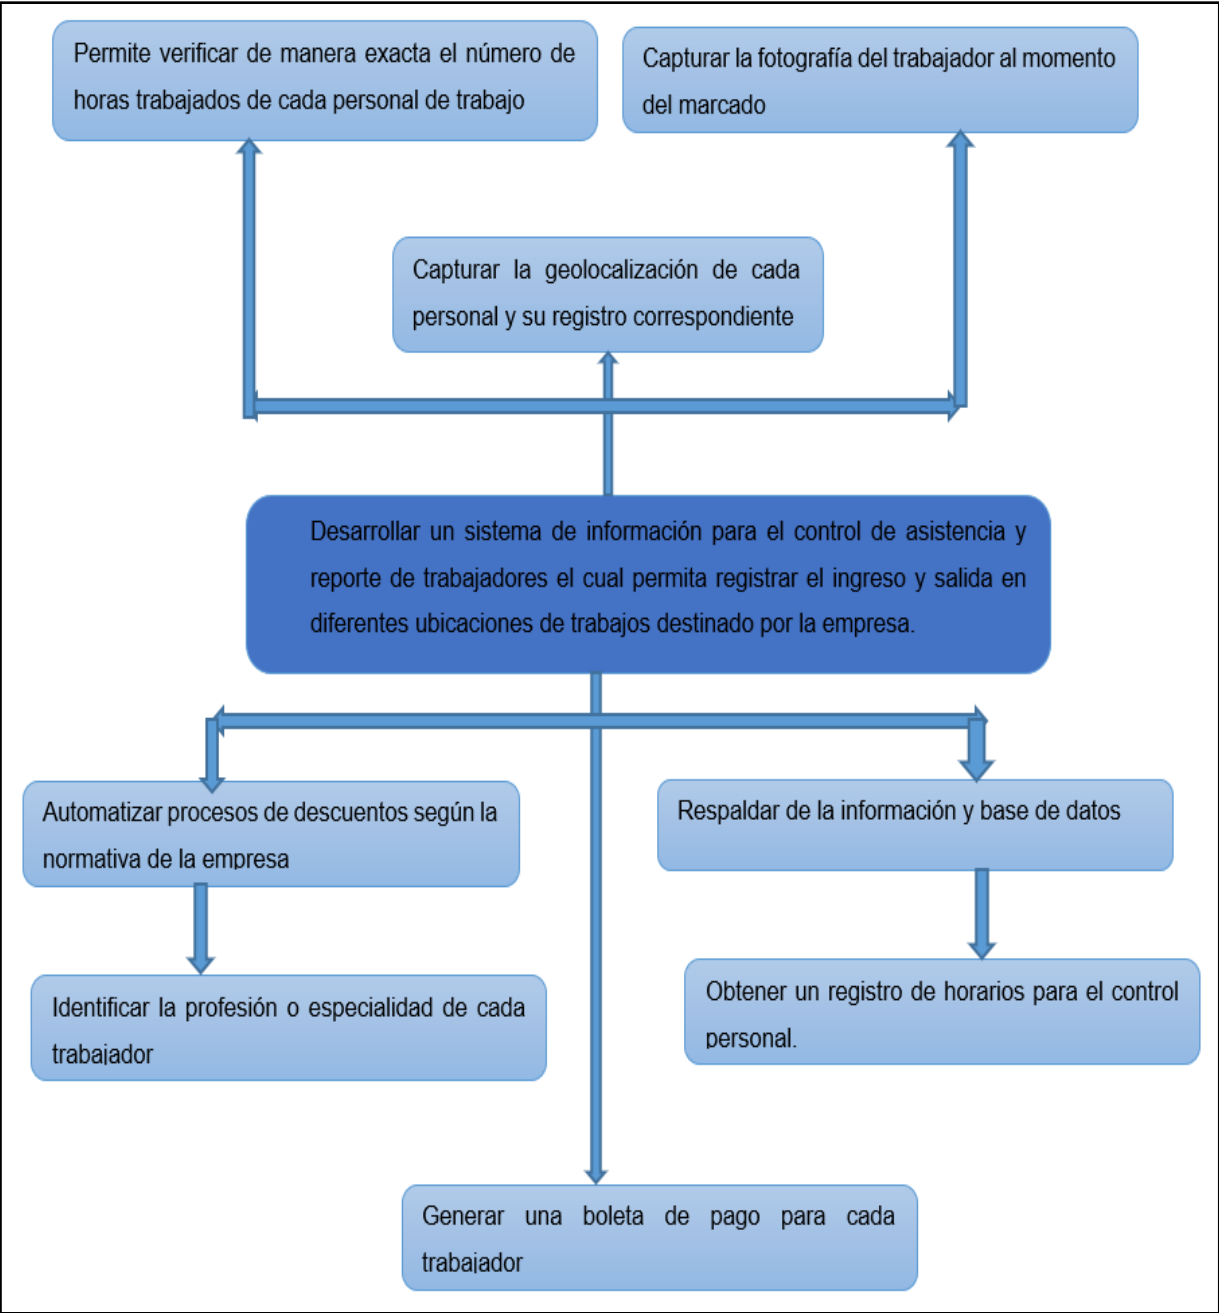 Permite verificar de manera exacta el número de
horas trabajados de cada personal de trabajo
Capturar la fotografía del trabajador al momento
del marcado
Capturar la geolocalización de cada
personal y su registro correspondiente
Desarrollar un sistema de información para el control de asistencia y
reporte de trabajadores el cual permita registrar el ingreso y salida en
diferentes ubicaciones de trabajos destinado por la empresa.
Automatizar procesos de descuentos según la
normativa de la empresa
Respaldar de la información y base de datos
Identificar la profesión o especialidad de cada
trabajador
Obtener un registro de horarios para el control
personal.
Generar una boleta de pago para cada
trabajador